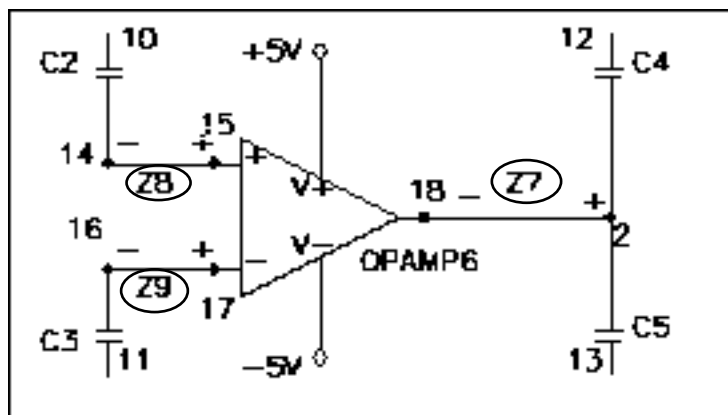 10
12
C2
+5V
C4
15
14
−
+
+
Z8
V+
18
−
Z7
+
16
−
+
−
V−
2
Z9
OPAMP6
17
C3
C5
11
−5V
13